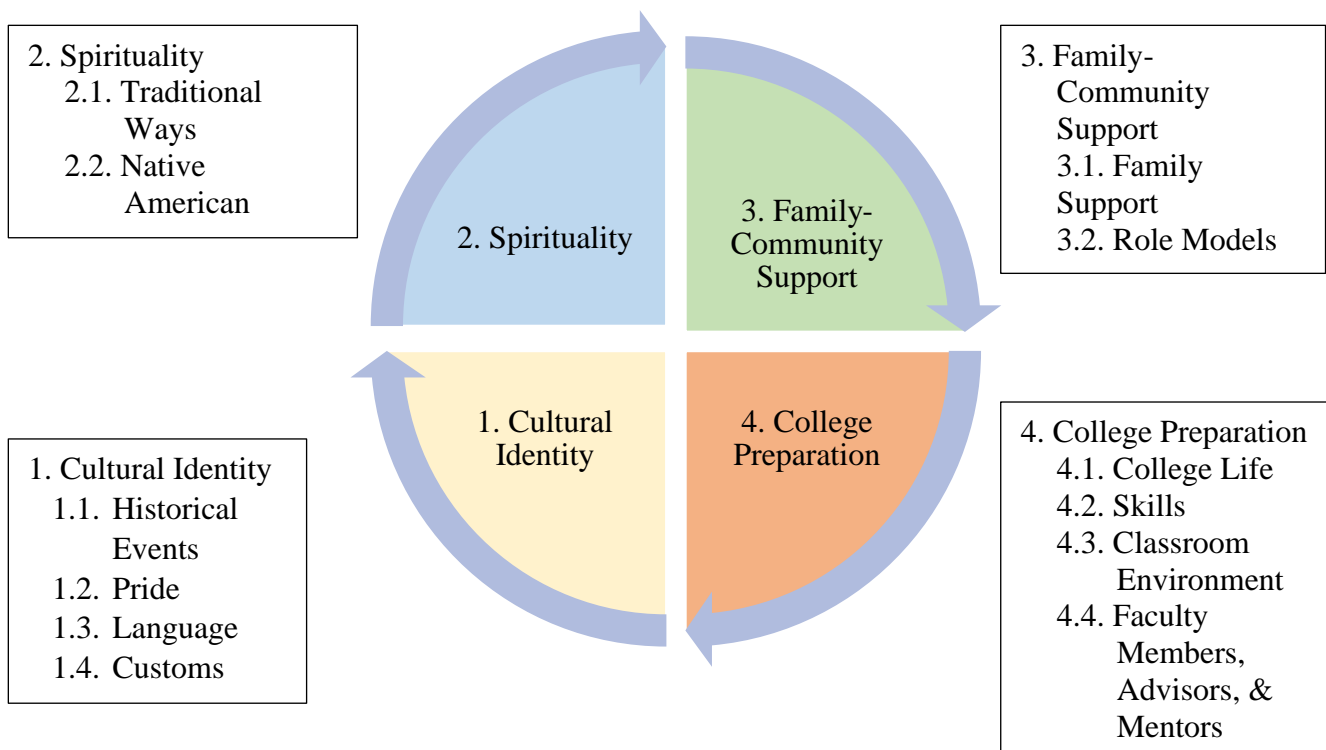 2. Spirituality
2.1. Traditional
Ways
2.2. Native
American
3. Family-
Community
Support
3.1. Family
Support
3.2. Role Models
2. Spirituality
3. Family-
Community
Support
1. Cultural
Identity
4. College
Preparation
1. Cultural Identity
1.1. Historical
Events
1.2. Pride
1.3. Language
1.4. Customs
4. College Preparation
4.1. College Life
4.2. Skills
4.3. Classroom
Environment
4.4. Faculty
Members,
Advisors, &
Mentors